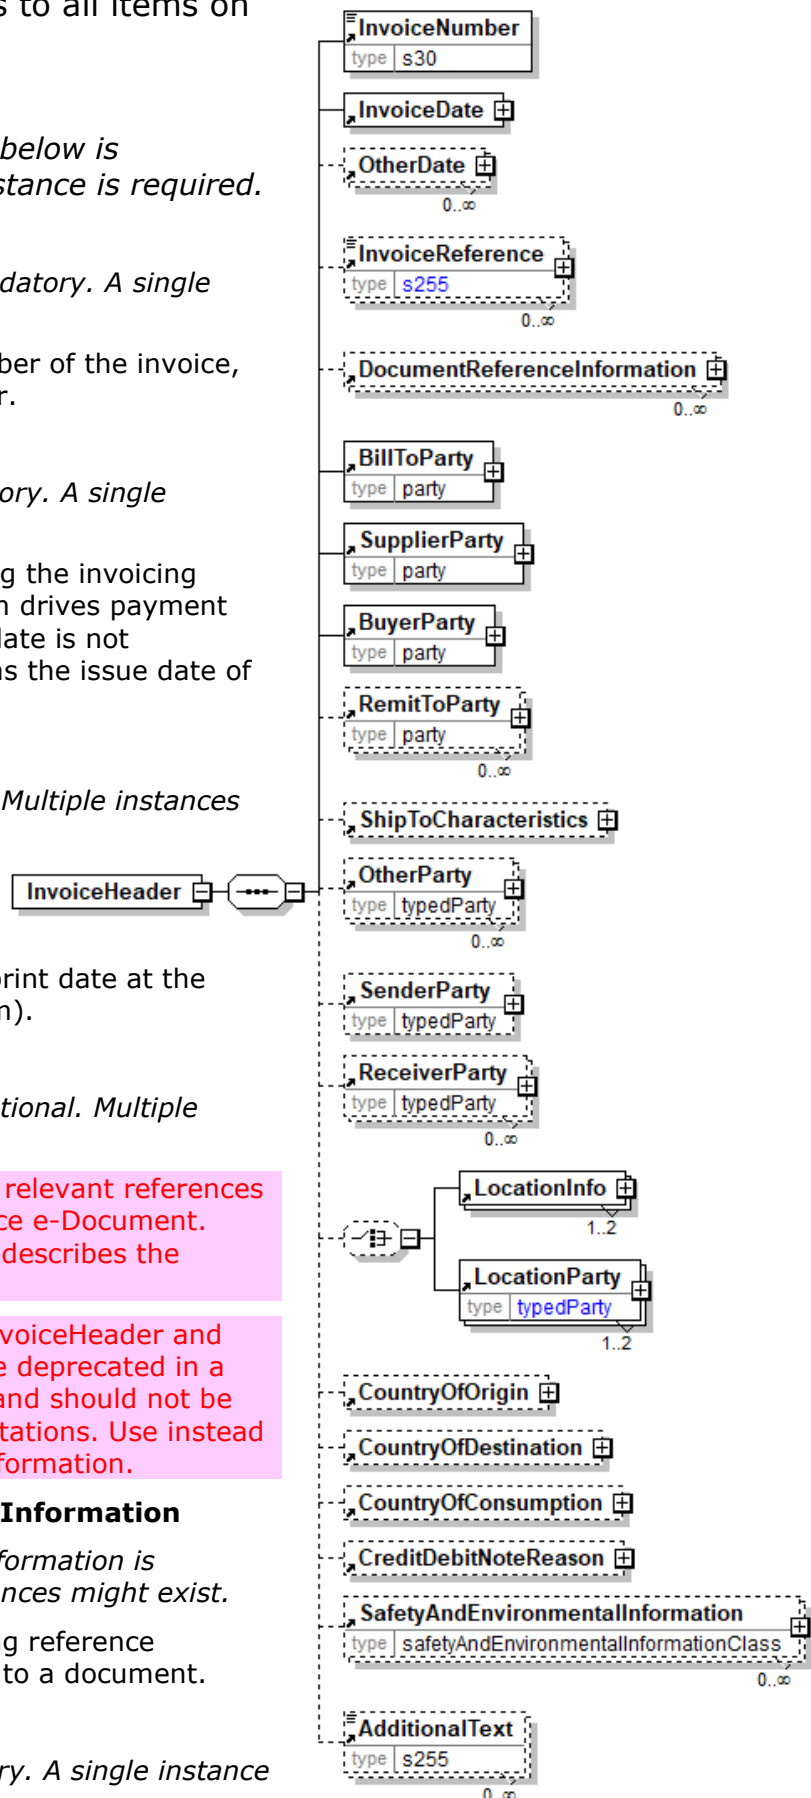 s to all items on
below is
stance is required.
datory. A single
ber of the invoice,
r.
ory. A single
g the invoicing
n drives payment
late is not
as the issue date of
Multiple instances
print date at the
n).
tional. Multiple
relevant references
ce e-Document.
describes the
voiceHeader and
e deprecated in a
and should not be
tations. Use instead
formation.
Information
formation is
nces might exist.
ng reference
to a document.
ry. A single instance
InvoiceHeader
InvoiceNumber
type s30
InvoiceDate
OtherDate
0..∞
InvoiceReference
type s255
0..∞
DocumentReferenceInformation
0..∞
BillToParty
type party
SupplierParty
type party
BuyerParty
type party
RemitToParty
type party
0..∞
ShipToCharacteristics
OtherParty
type typedParty
0..∞
SenderParty
type typedParty
ReceiverParty
type typedParty
0..∞
LocationInfo
1..2
LocationParty
type typedParty
1..2
CountryOfOrigin
CountryOfDestination
CountryOfConsumption
CreditDebitNoteReason
SafetyAndEnvironmentalInformation
type safetyAndEnvironmentalInformationClass
0..∞
AdditionalText
type s255
0..∞